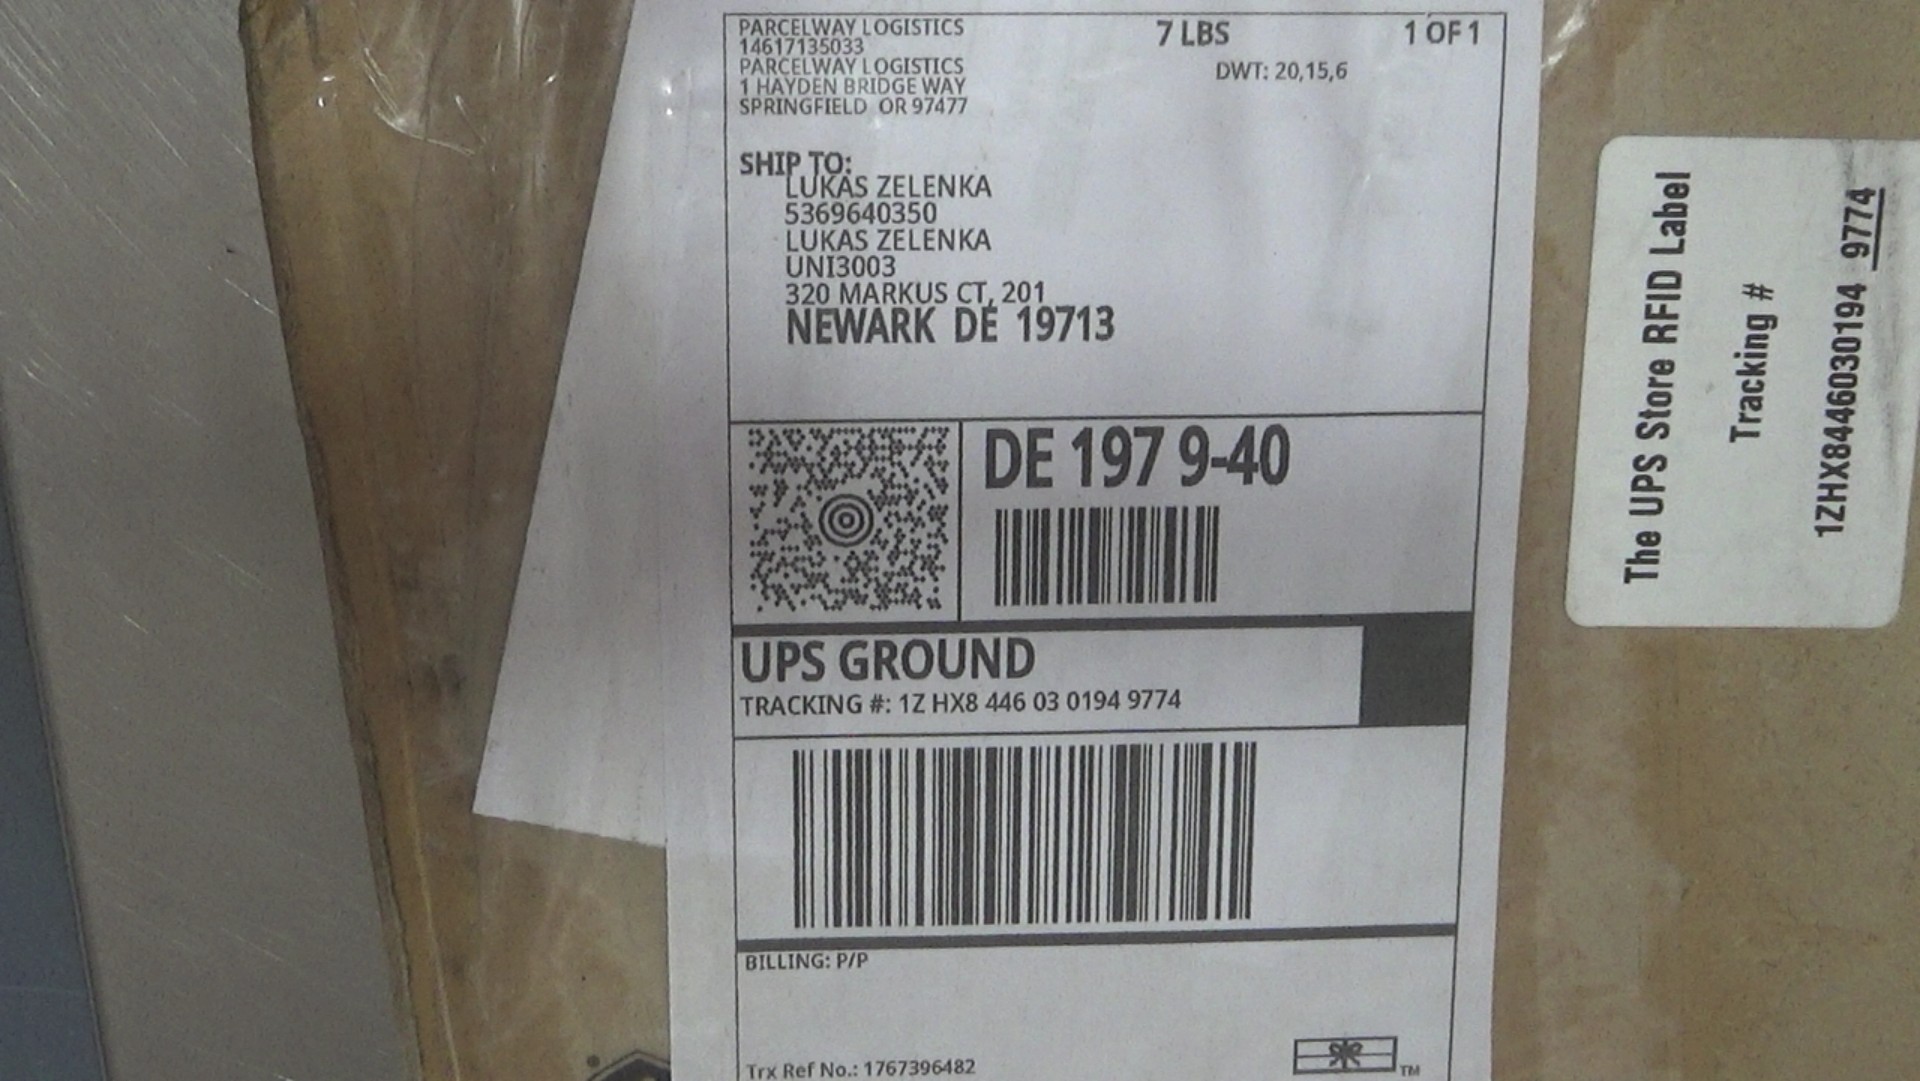 PARCELWAY LOGISTICS
14617135033
PARCELWAY LOGISTICS
1 HAYDEN BRIDGE WAY
SPRINGFIELD OR 97477
7 LBS
1 OF 1
DWT: 20,15,6
SHIP TO:
LUKAS ZELENKA
5369640350
LUKAS ZELENKA
UNI3003
320 MARKUS CT, 201
NEWARK DE 19713
DE 197 9-40
UPS GROUND
TRACKING #: 1Z HX8 446 03 0194 9774
BILLING: P/P
Trx Ref No.: 1767396482
TM
The UPS Store RFID Label
Tracking #
1ZHX8446030194 9774